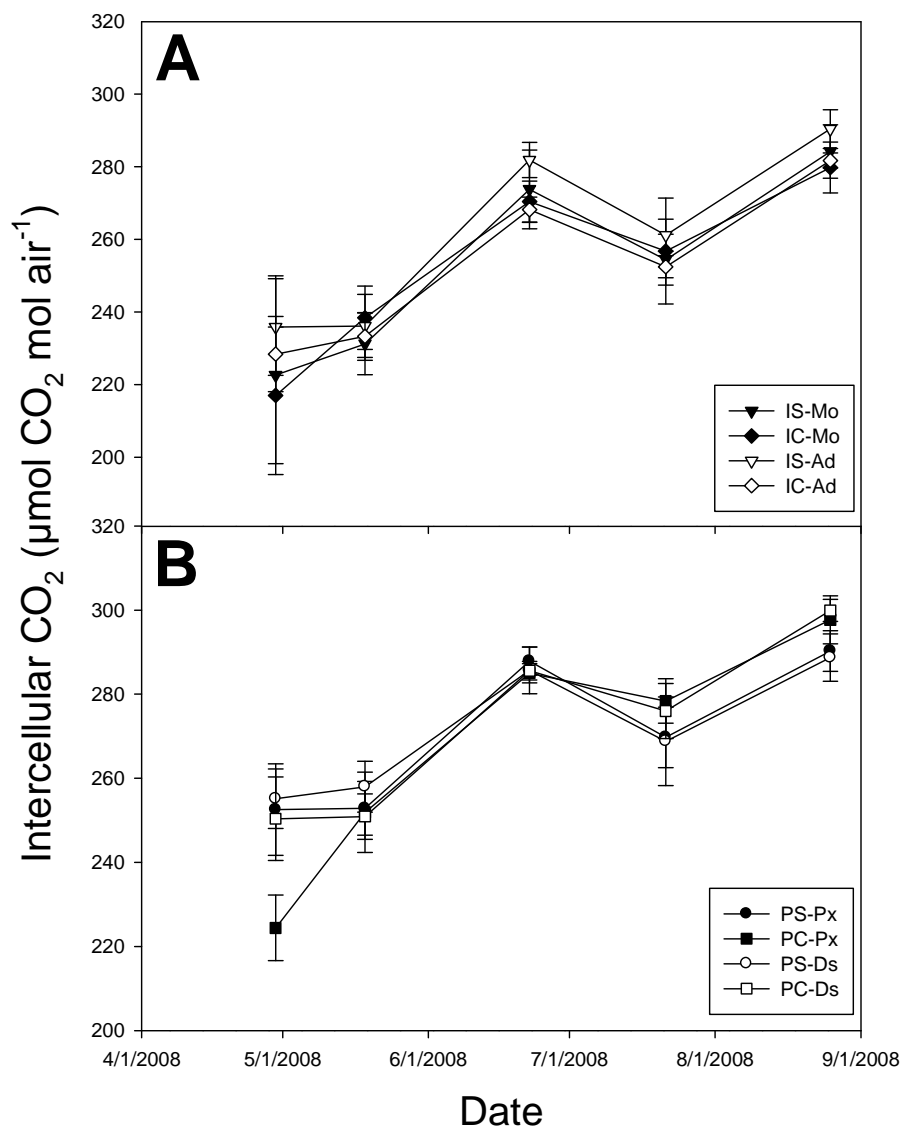 A
320
300
280
260
240
220
200
IS-Mo
IC-Mo
IS-Ad
IC-Ad
Intercellular CO₂ (µmol CO₂ mol air⁻¹)
B
320
300
280
260
240
220
200
PS-Px
PC-Px
PS-Ds
PC-Ds
4/1/2008 5/1/2008 6/1/2008 7/1/2008 8/1/2008 9/1/2008
Date